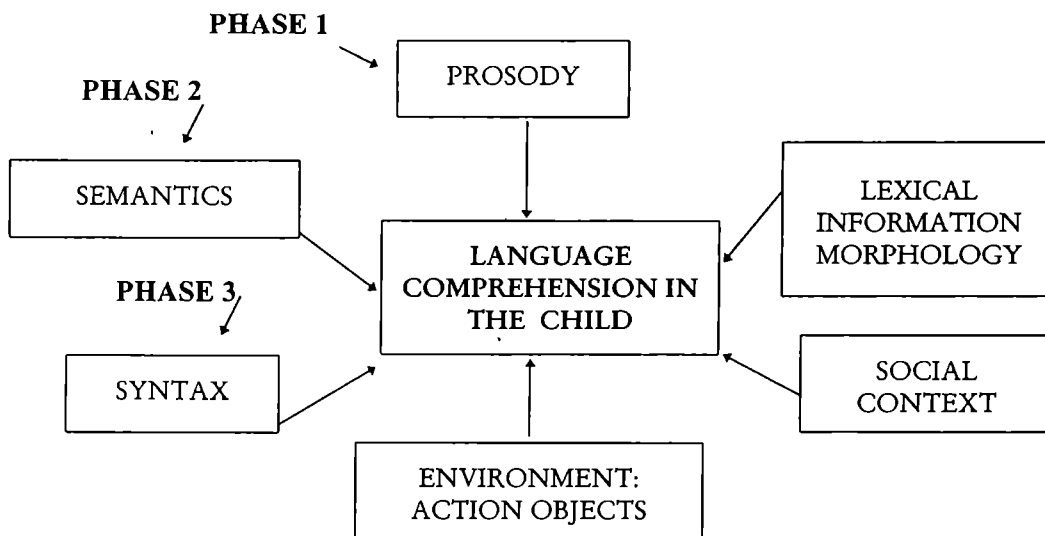 PHASE 1
PROSODY
PHASE 2
SEMANTICS
LEXICAL
INFORMATION
MORPHOLOGY
LANGUAGE
COMPREHENSION IN
THE CHILD
PHASE 3
SYNTAX
SOCIAL
CONTEXT
ENVIRONMENT:
ACTION OBJECTS